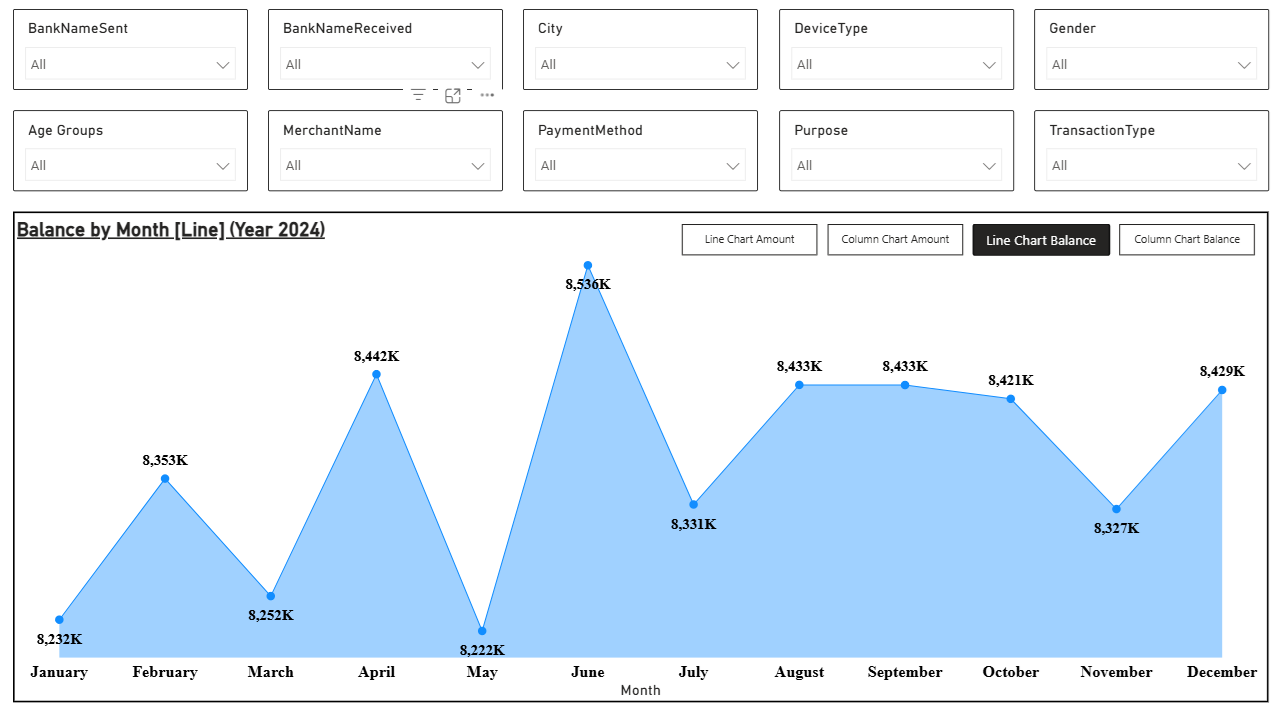 BankNameSent
BankNameReceived
City
DeviceType
Gender
All
All
All
All
All
Age Groups
MerchantName
PaymentMethod
Purpose
TransactionType
All
All
All
All
All
Balance by Month [Line] (Year 2024)
Line Chart Amount
Column Chart Amount
Line Chart Balance
Column Chart Balance
8,232K
8,353K
8,252K
8,442K
8,222K
8,536K
8,331K
8,433K
8,433K
8,421K
8,327K
8,429K
January
February
March
April
May
June
July
August
September
October
November
December
Month